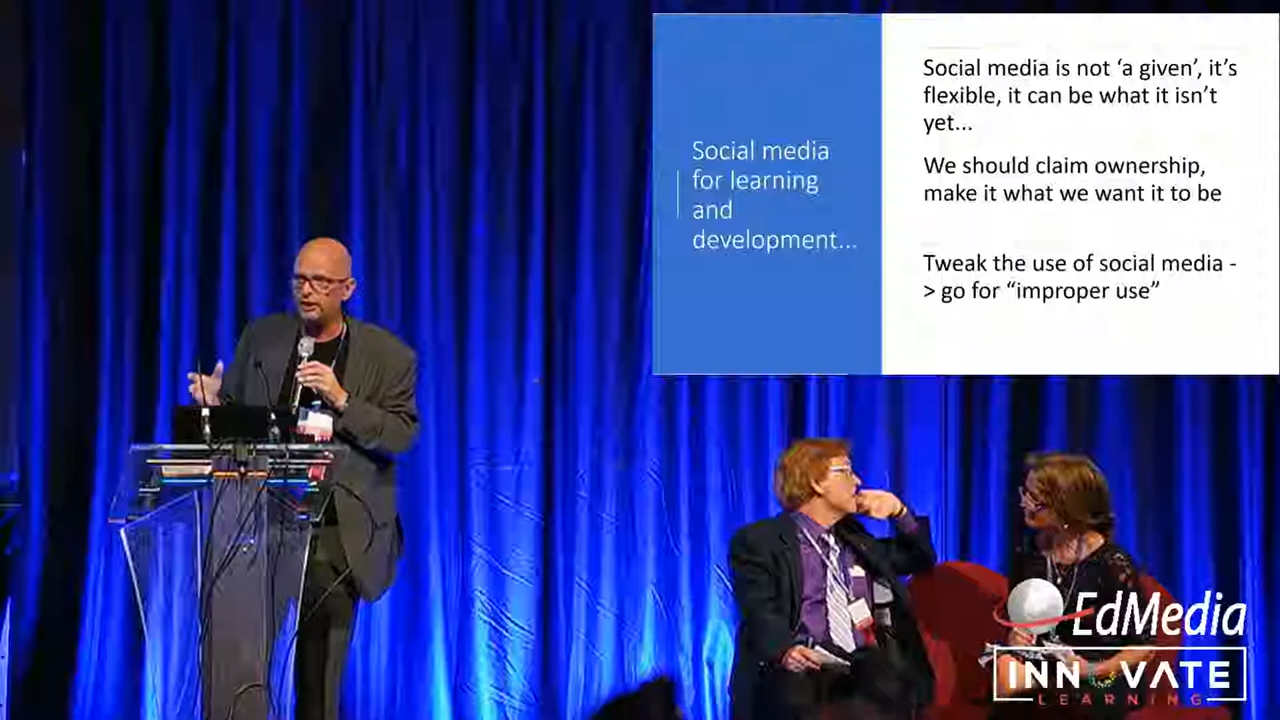 Social media
for learning
and
development...
Social media is not ‘a given’, it’s
flexible, it can be what it isn’t
yet...
We should claim ownership,
make it what we want it to be
Tweak the use of social media -
> go for “improper use”
EdMedia
INNOVATE
LEARNING